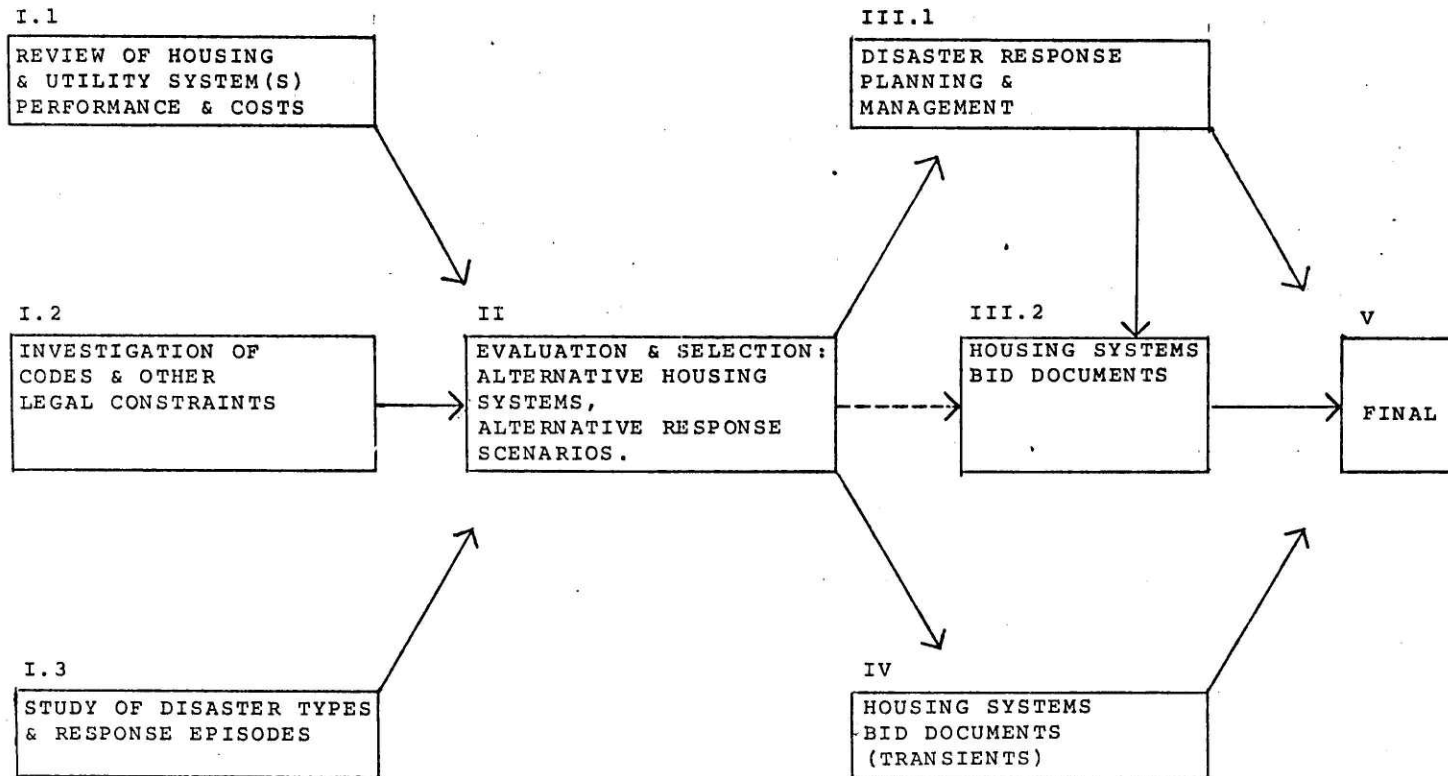 I.1
REVIEW OF HOUSING
& UTILITY SYSTEM(S)
PERFORMANCE & COSTS
III.1
DISASTER RESPONSE
PLANNING &
MANAGEMENT
I.2
INVESTIGATION OF
CODES & OTHER
LEGAL CONSTRAINTS
II
EVALUATION & SELECTION:
ALTERNATIVE HOUSING
SYSTEMS,
ALTERNATIVE RESPONSE
SCENARIOS.
III.2
HOUSING SYSTEMS
BID DOCUMENTS
V
FINAL
I.3
STUDY OF DISASTER TYPES
& RESPONSE EPISODES
IV
HOUSING SYSTEMS
BID DOCUMENTS
(TRANSIENTS)